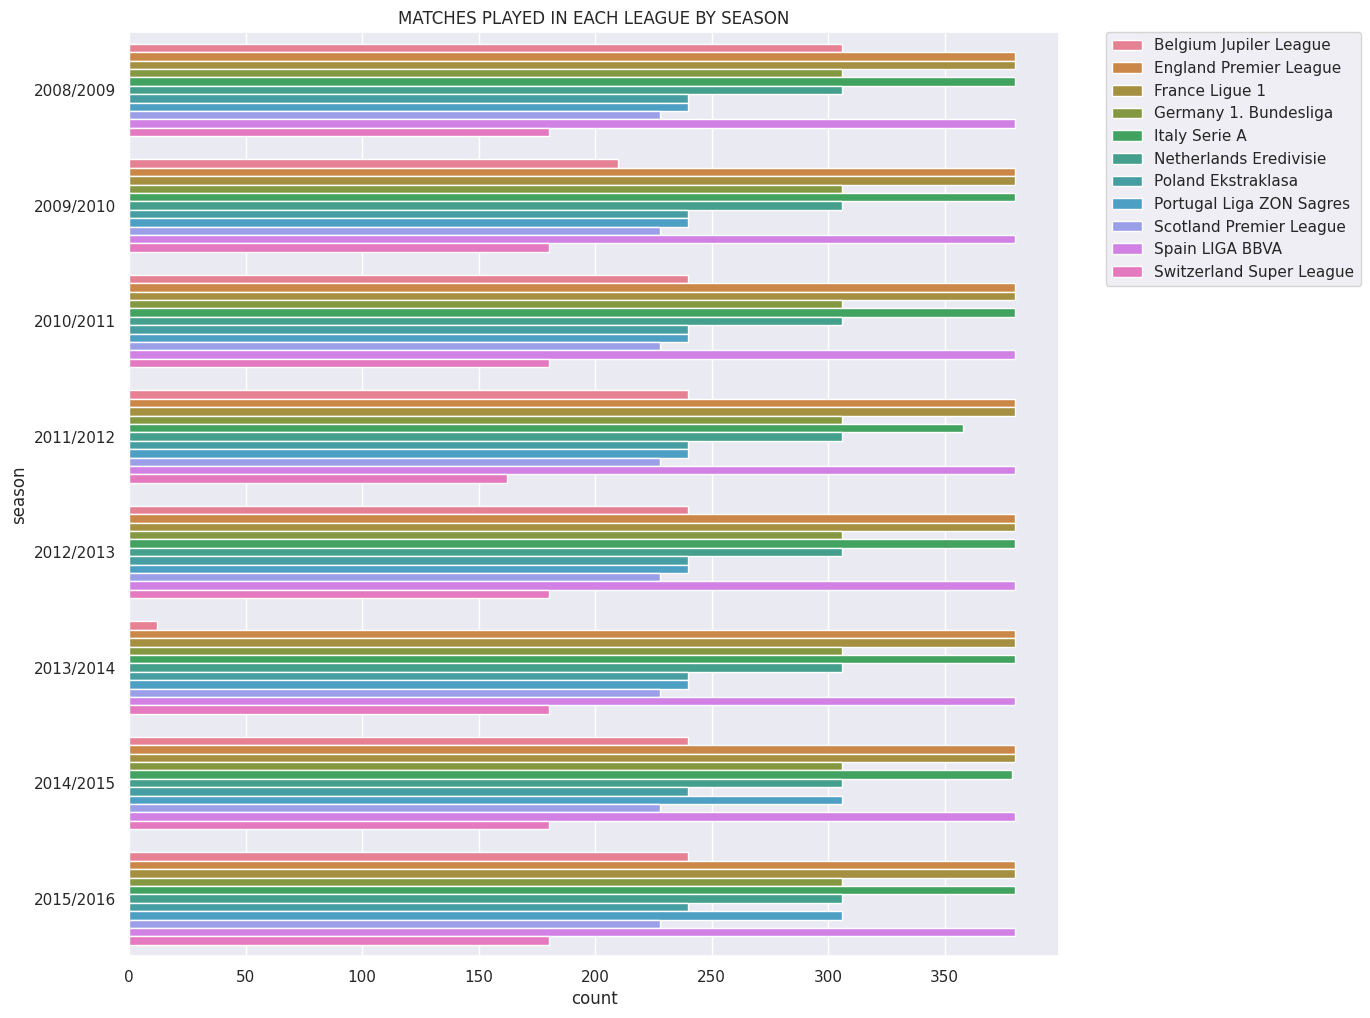 MATCHES PLAYED IN EACH LEAGUE BY SEASON
Belgium Jupiler League
England Premier League
France Ligue 1
Germany 1. Bundesliga
Italy Serie A
Netherlands Eredivisie
Poland Ekstraklasa
Portugal Liga ZON Sagres
Scotland Premier League
Spain LIGA BBVA
Switzerland Super League
season
2008/2009
2009/2010
2010/2011
2011/2012
2012/2013
2013/2014
2014/2015
2015/2016
0 50 100 150 200 250 300 350
count